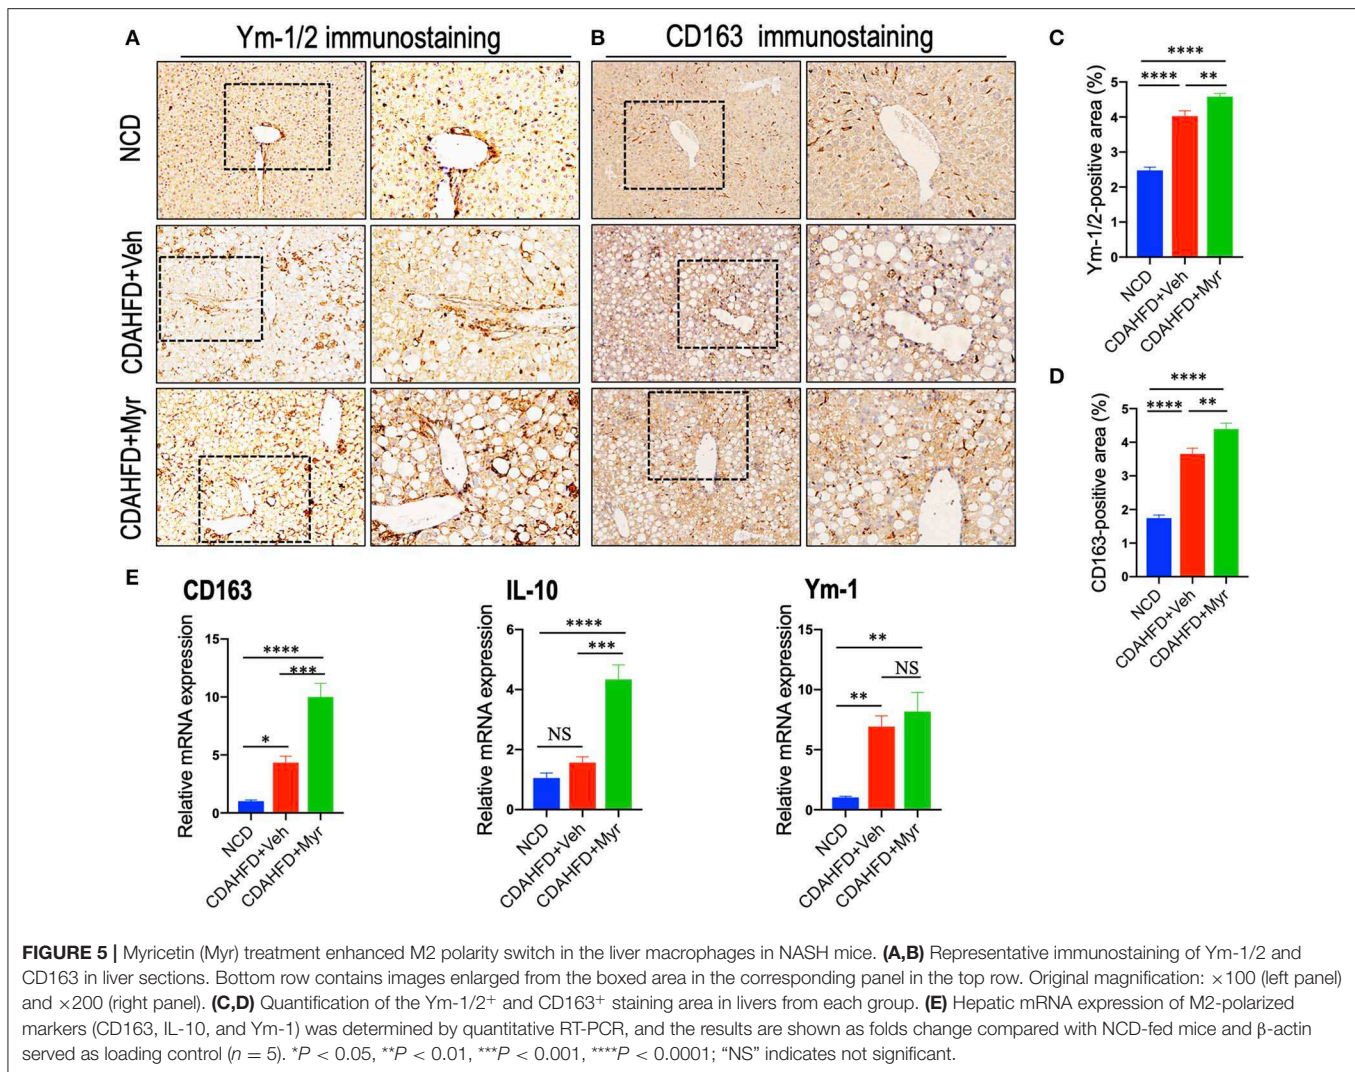 A
Ym-1/2 immunostaining
B
CD163 immunostaining
NCD
CDAHFD+Veh
CDAHFD+Myr
C
****
**** **
Ym-1/2-positive area (%)
5
4
3
2
1
0
NCD
CDAHFD+Veh
CDAHFD+Myr
D
****
**** **
CD163-positive area (%)
5
4
3
2
1
0
NCD
CDAHFD+Veh
CDAHFD+Myr
E
CD163
Relative mRNA expression
15
10
5
0
****
***
*
NCD
CDAHFD+Veh
CDAHFD+Myr
IL-10
Relative mRNA expression
6
4
2
0
****
***
NS
NCD
CDAHFD+Veh
CDAHFD+Myr
Ym-1
Relative mRNA expression
15
10
5
0
**
NS
**
NCD
CDAHFD+Veh
CDAHFD+Myr
FIGURE 5 | Myricetin (Myr) treatment enhanced M2 polarity switch in the liver macrophages in NASH mice. (A,B) Representative immunostaining of Ym-1/2 and
CD163 in liver sections. Bottom row contains images enlarged from the boxed area in the corresponding panel in the top row. Original magnification: ×100 (left panel)
and ×200 (right panel). (C,D) Quantification of the Ym-1/2⁺ and CD163⁺ staining area in livers from each group. (E) Hepatic mRNA expression of M2-polarized
markers (CD163, IL-10, and Ym-1) was determined by quantitative RT-PCR, and the results are shown as folds change compared with NCD-fed mice and β-actin
served as loading control (n = 5). *P < 0.05, **P < 0.01, ***P < 0.001, ****P < 0.0001; “NS” indicates not significant.